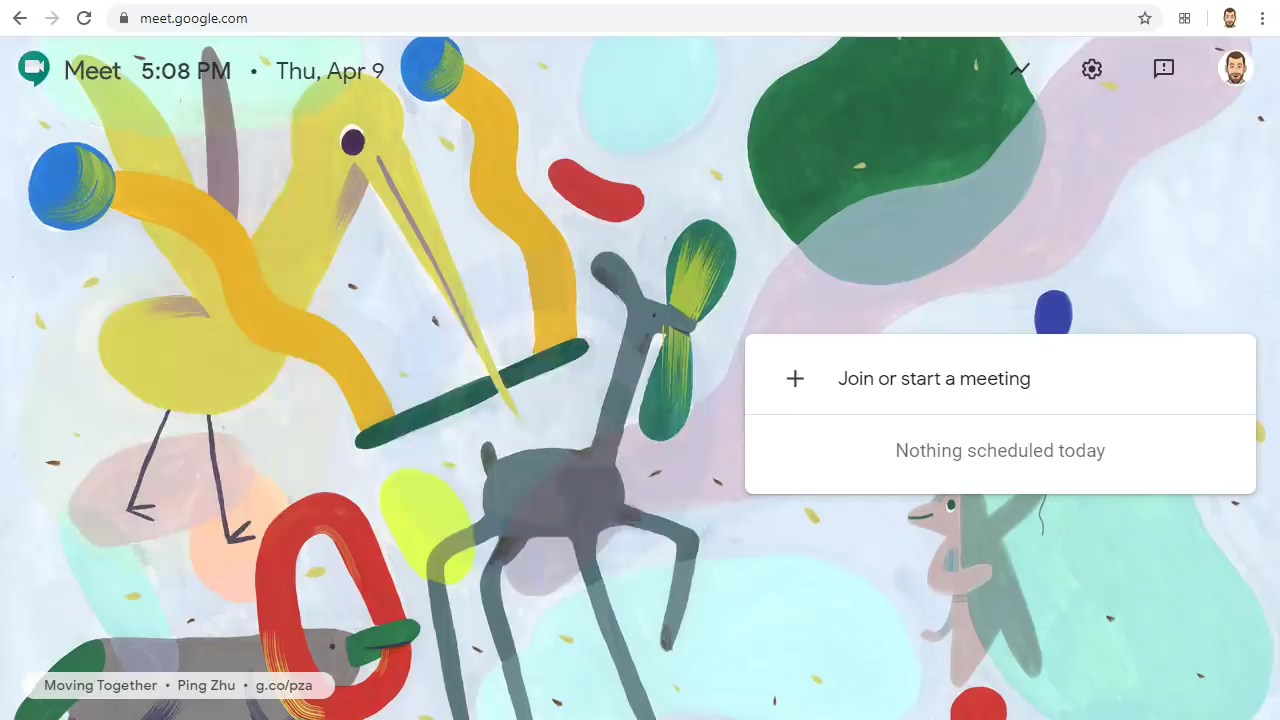 meet.google.com
Meet 5:08 PM • Thu, Apr 9
Join or start a meeting
Nothing scheduled today
Moving Together • Ping Zhu • g.co/pza